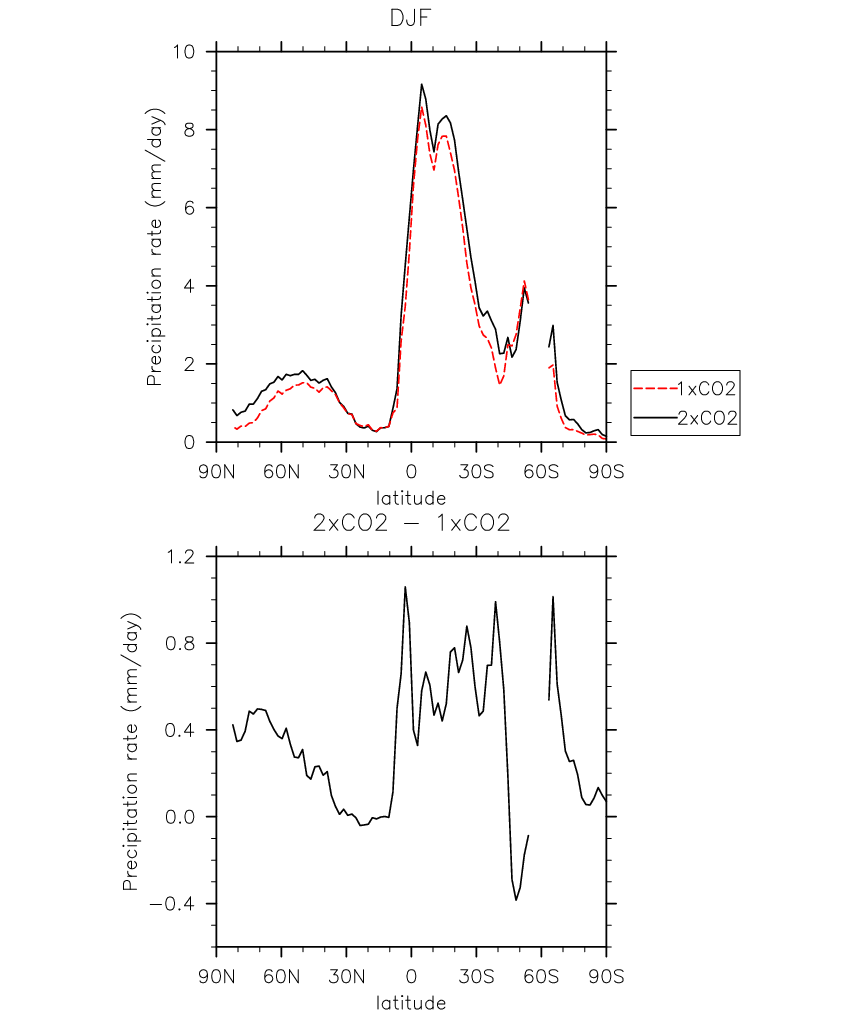 DJF
10
8
6
4
2
0
Precipitation rate (mm/day)
90N 60N 30N 0 30S 60S 90S
latitude
1xCO2
2xCO2
2xCO2 − 1xCO2
1.2
0.8
0.4
0.0
−0.4
Precipitation rate (mm/day)
90N 60N 30N 0 30S 60S 90S
latitude